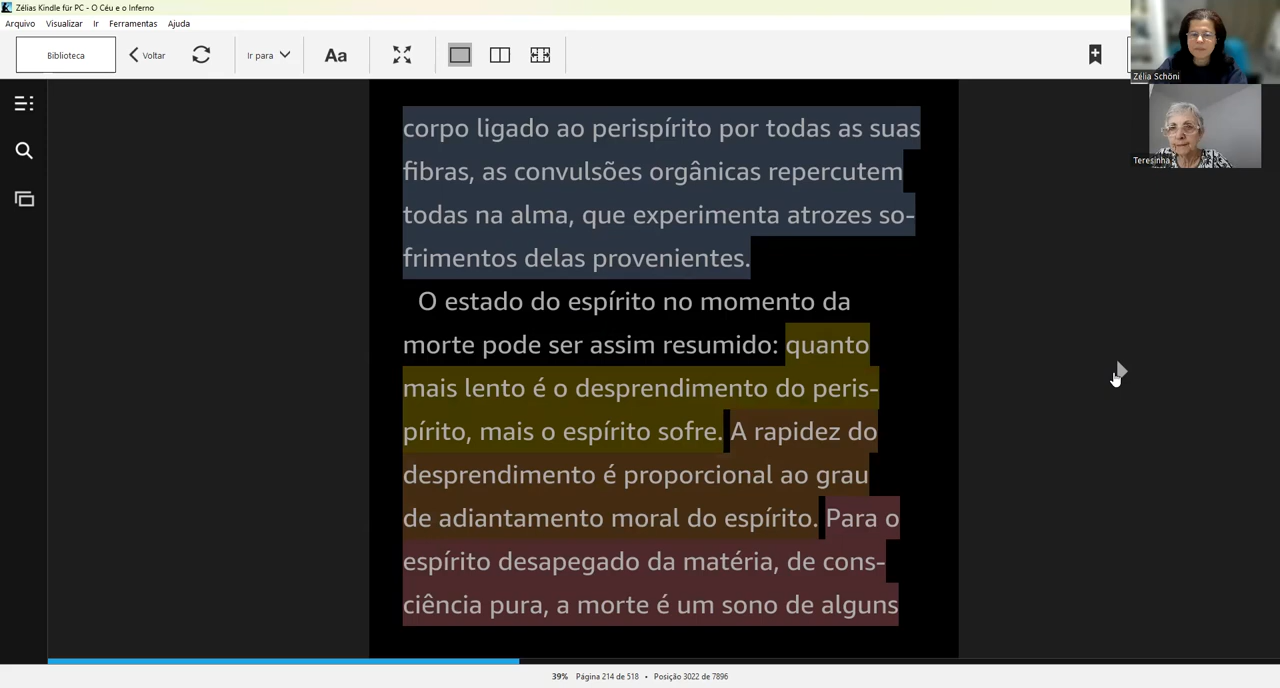 Zélias Kindle für PC - O Céu e o Inferno
Arquivo Visualizar Ir Ferramentas Ajuda
Biblioteca Voltar Ir para Aa
Zélia Schöni
Teresinha
corpo ligado ao perispírito por todas as suas
fibras, as convulsões orgânicas repercutem
todas na alma, que experimenta atrozes so-
frimentos delas provenientes.
O estado do espírito no momento da
morte pode ser assim resumido: quanto
mais lento é o desprendimento do peris-
pírito, mais o espírito sofre. A rapidez do
desprendimento é proporcional ao grau
de adiantamento moral do espírito. Para o
espírito desapegado da matéria, de cons-
ciência pura, a morte é um sono de alguns
39% Página 214 de 518 • Posição 3022 de 7896